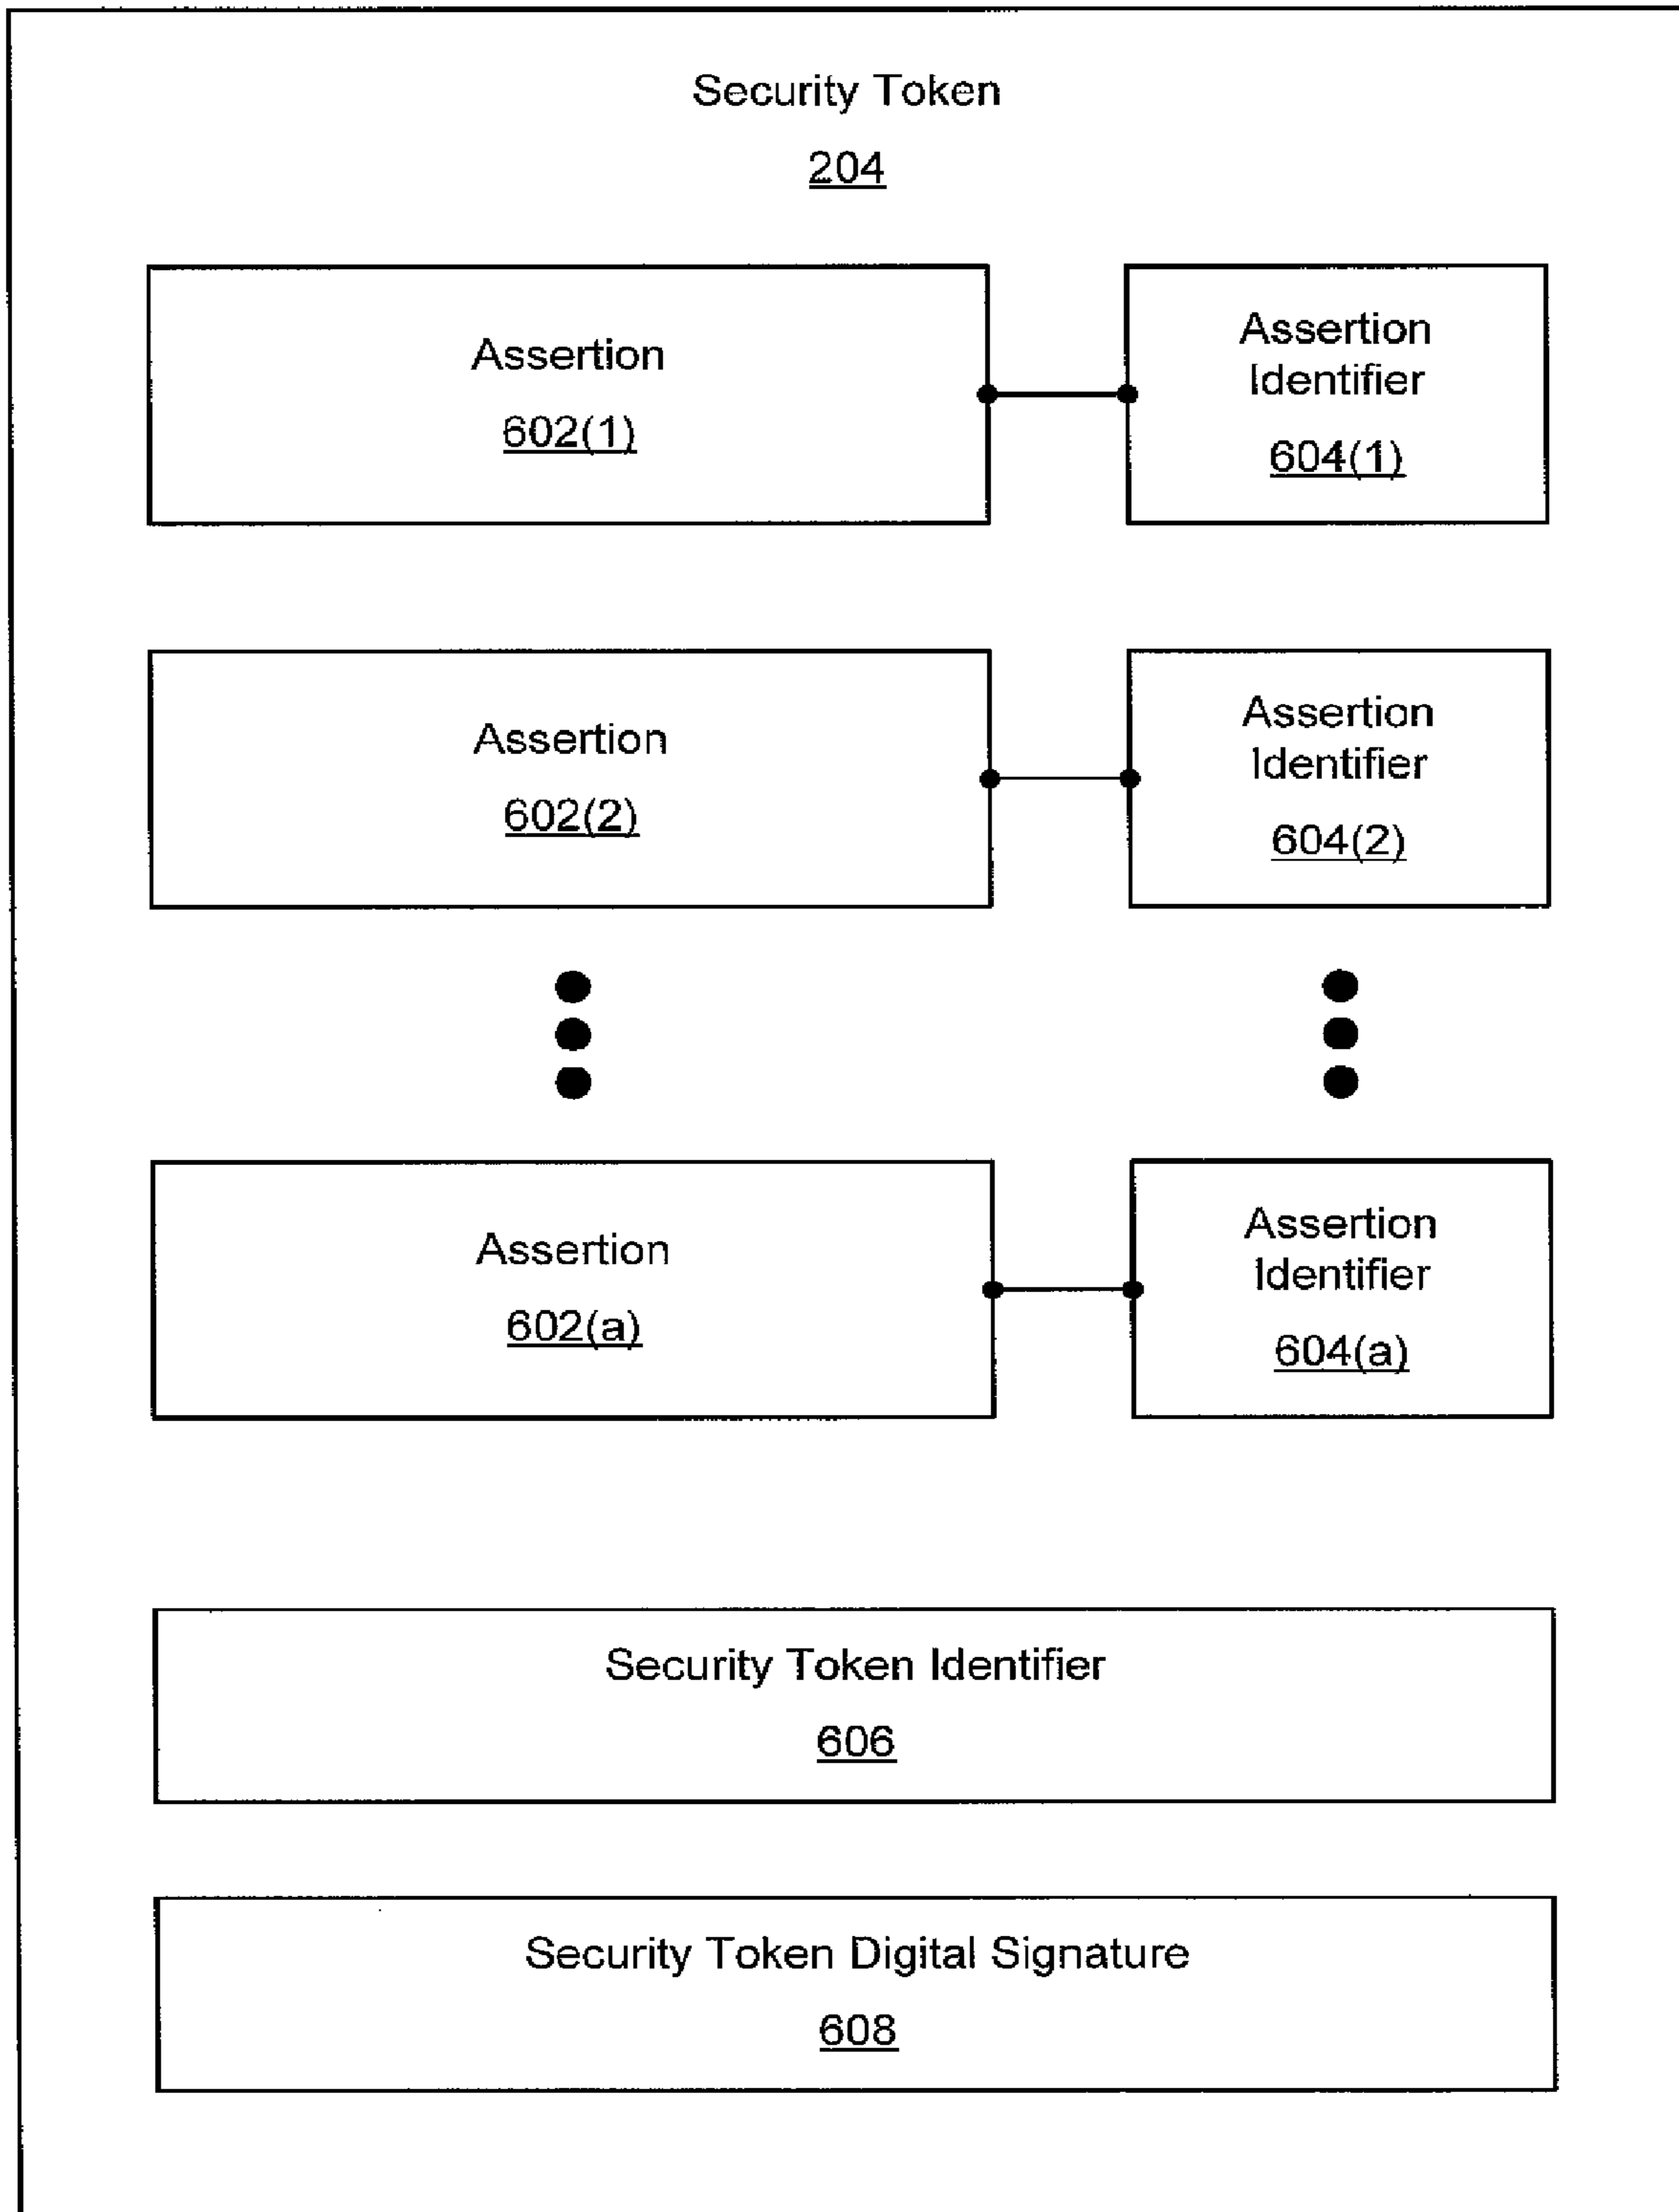 Security Token
204
Assertion
602(1)
Assertion
Identifier
604(1)
Assertion
602(2)
Assertion
Identifier
604(2)
Assertion
602(a)
Assertion
Identifier
604(a)
Security Token Identifier
606
Security Token Digital Signature
608